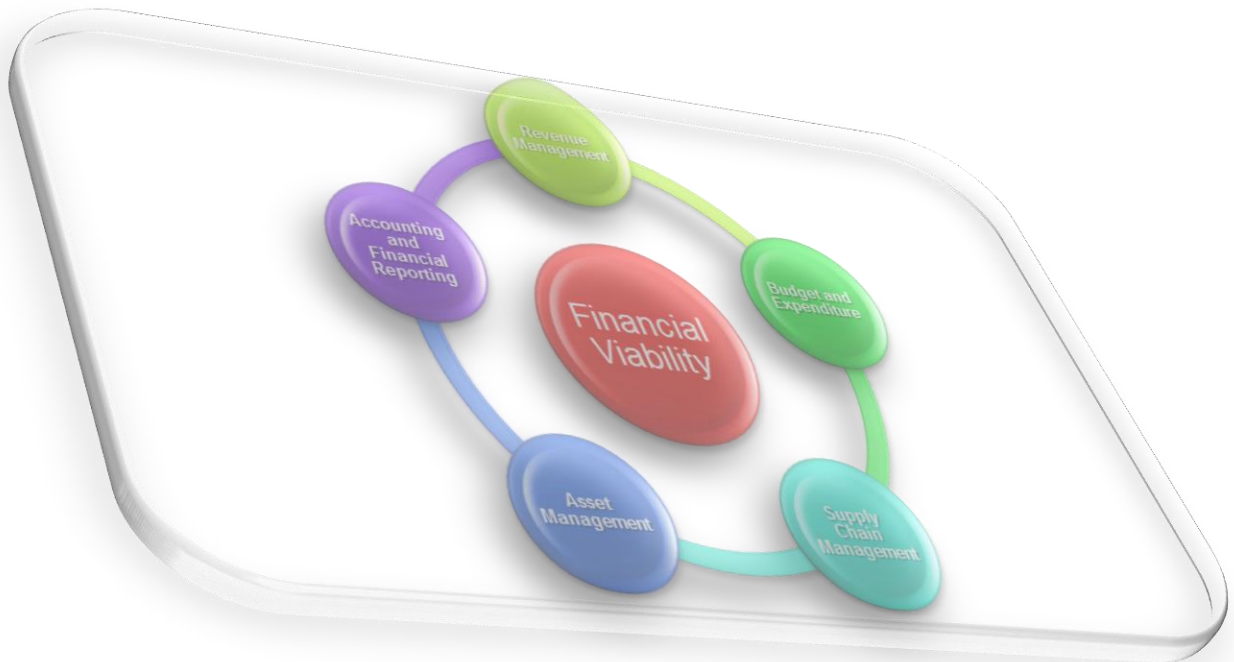 Revenue
Management
Accounting
and
Financial
Reporting
Budget and
Expenditure
Financial
Viability
Asset
Management
Supply
Chain
Management